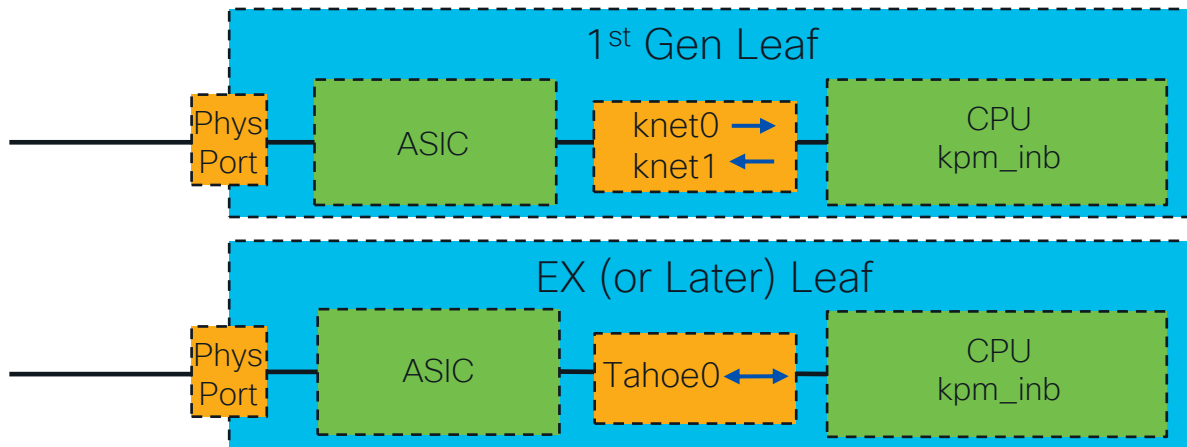 1st Gen Leaf
Phys
Port
ASIC
knet0
knet1
CPU
kpm_inb
EX (or Later) Leaf
Phys
Port
ASIC
Tahoe0
CPU
kpm_inb